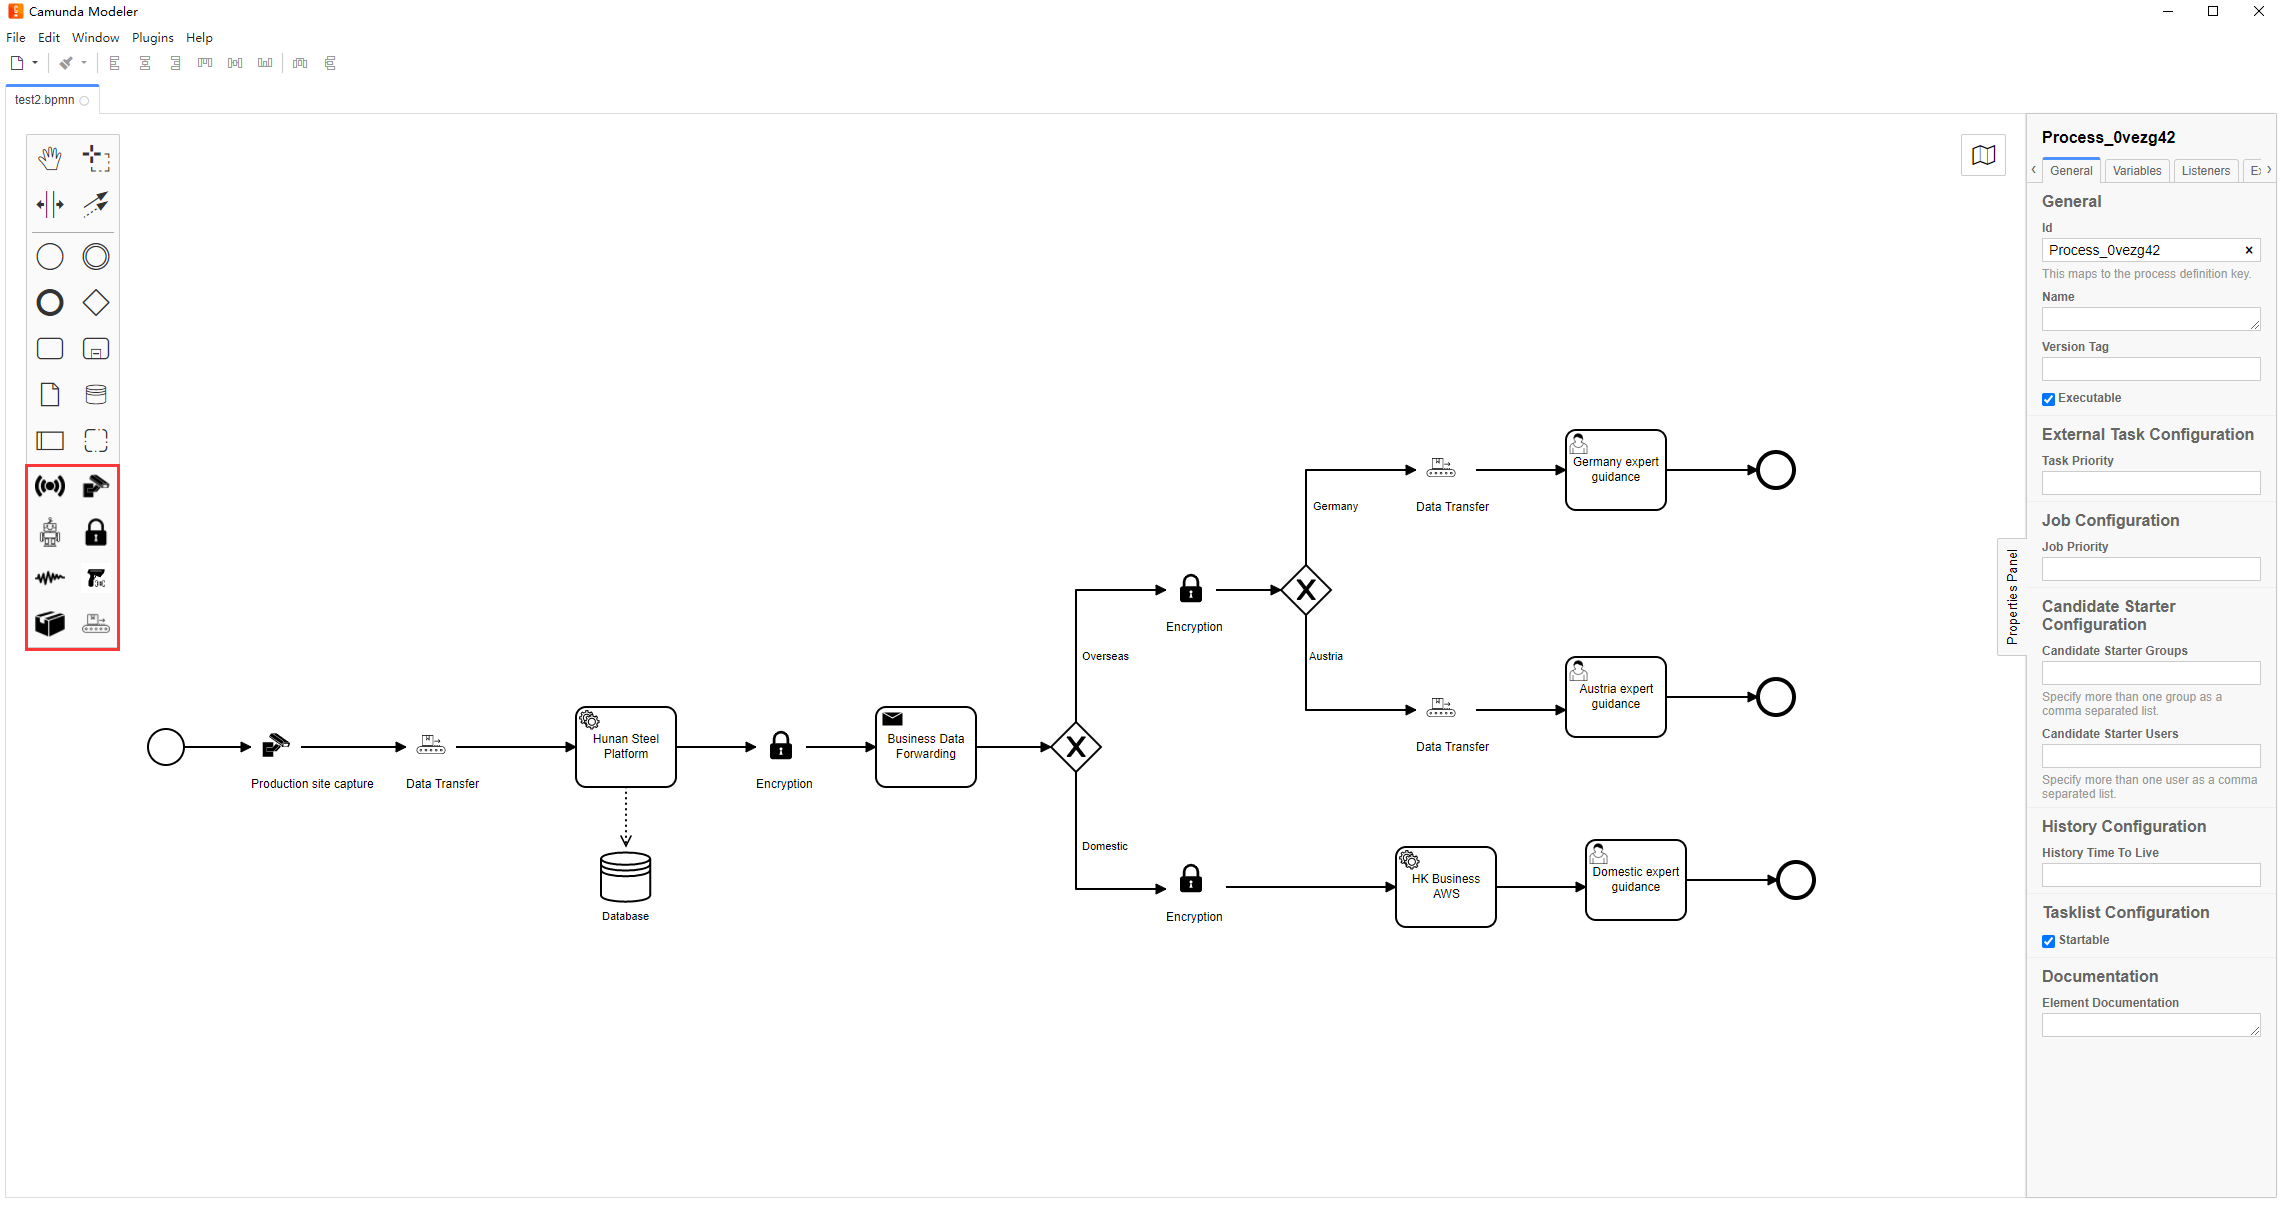 Camunda Modeler
File Edit Window Plugins Help
test2.bpmn
Process_0vezg42
General Variables Listeners Ex
General
Id
Process_0vezg42
This maps to the process definition key.
Name
Version Tag
Executable
External Task Configuration
Task Priority
Job Configuration
Job Priority
Candidate Starter
Configuration
Candidate Starter Groups
Specify more than one group as a
comma separated list.
Candidate Starter Users
Specify more than one user as a comma
separated list.
History Configuration
History Time To Live
Tasklist Configuration
Startable
Documentation
Element Documentation
Properties Panel
Production site capture
Data Transfer
Hunan Steel
Platform
Database
Encryption
Business Data
Forwarding
Overseas
Domestic
Encryption
Germany
Austria
Data Transfer
Germany expert
guidance
Data Transfer
Austria expert
guidance
Encryption
HK Business
AWS
Domestic expert
guidance